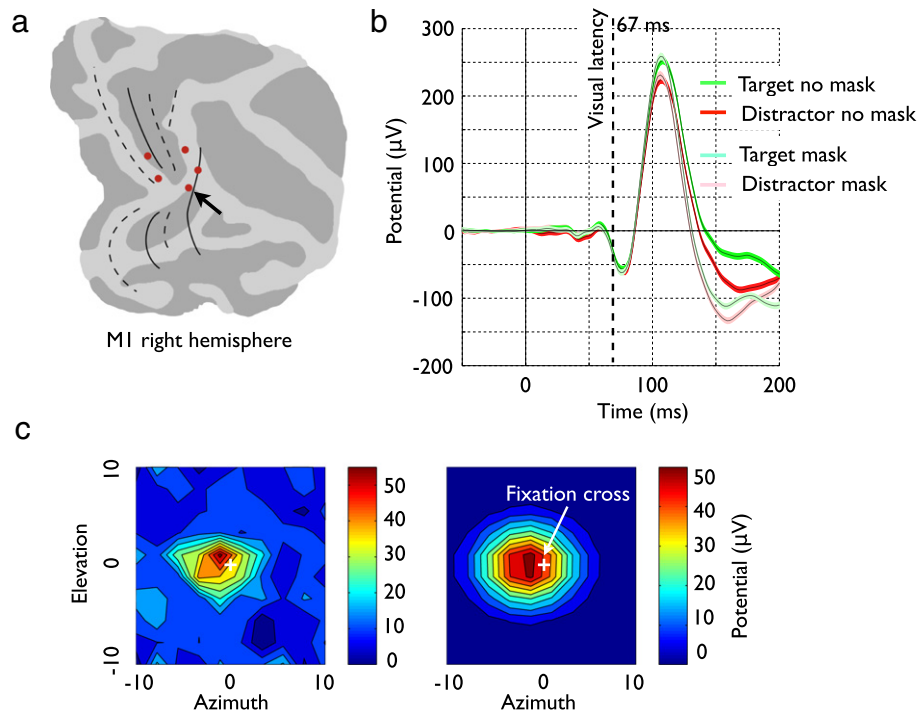 a
M1 right hemisphere
b
67 ms
Visual latency
300
200
100
0
-100
-200
Potential (µV)
0
100
200
Time (ms)
Target no mask
Distractor no mask
Target mask
Distractor mask
c
10
0
-10
Elevation
-10
0
10
Azimuth
50
40
30
20
10
0
Fixation cross
-10
0
10
Azimuth
50
40
30
20
10
0
Potential (µV)